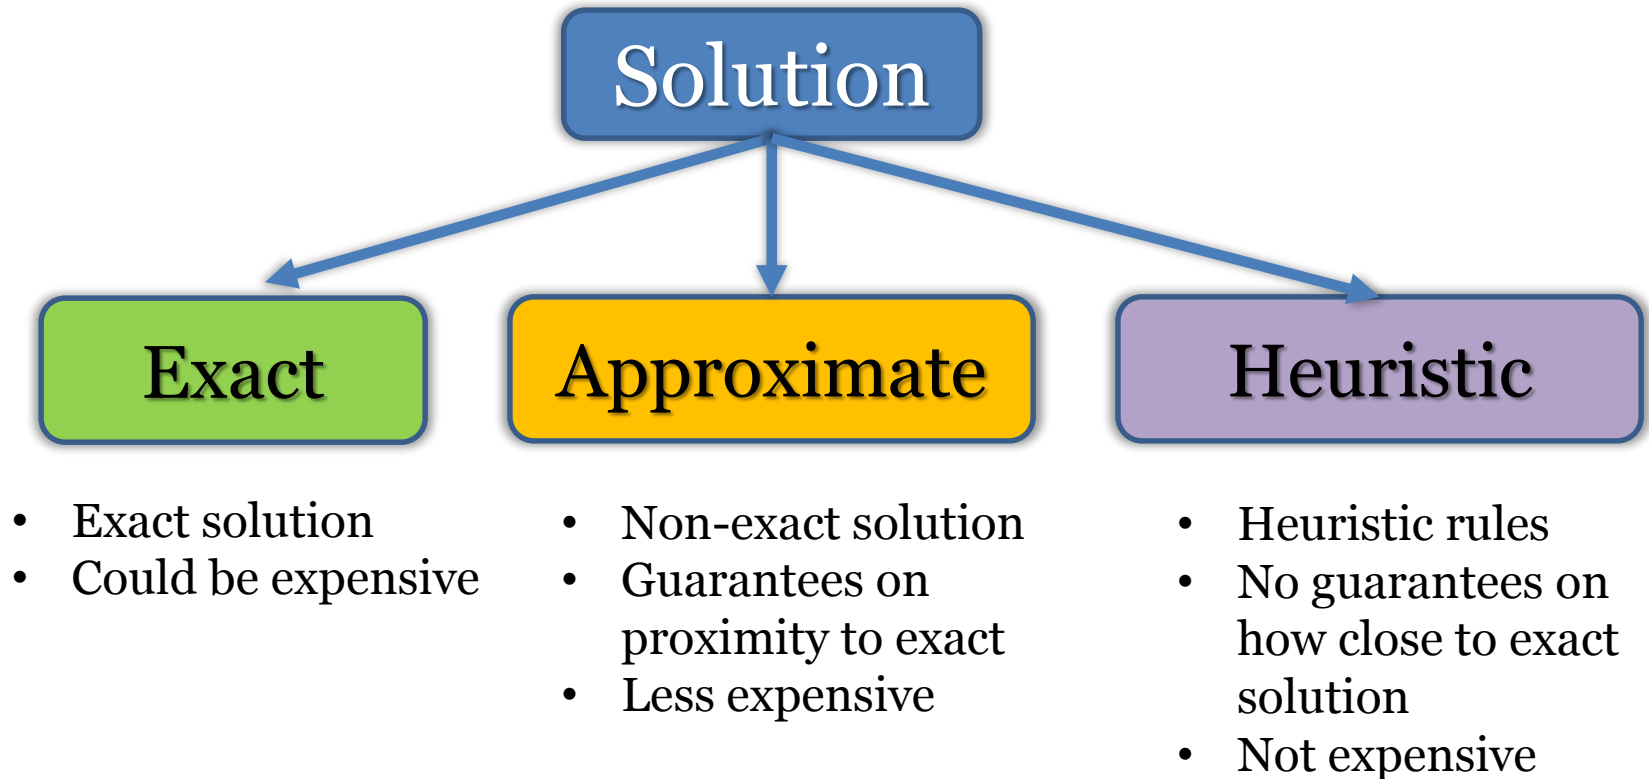 Solution
Exact
Approximate
Heuristic
• Exact solution
• Could be expensive
• Non-exact solution
• Guarantees on
proximity to exact
• Less expensive
• Heuristic rules
• No guarantees on
how close to exact
solution
• Not expensive